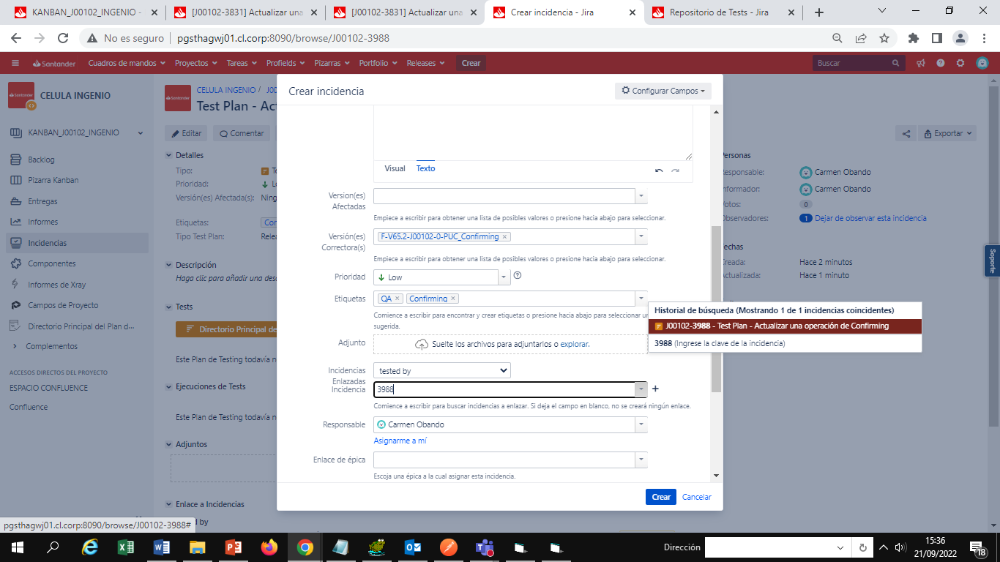 KANBAN_J00102_INGENIO -
[J00102-3831] Actualizar una
[J00102-3831] Actualizar una
Crear incidencia - Jira
Repositorio de Tests - Jira
No es seguro pgsthagwj01.cl.corp:8090/browse/J00102-3988
Santander Cuadros de mandos Proyectos Tareas Profields Pizarras Portfolio Releases Crear Buscar
CELULA INGENIO
KANBAN_J00102_INGENIO
Backlog
Pizarra Kanban
Entregas
Informes
Incidencias
Componentes
Informes de Xray
Campos de Proyecto
Directorio Principal del Plan d...
Complementos
ACCESOS DIRECTOS DEL PROYECTO
ESPACIO CONFLUENCE
Confluence
CELULA INGENIO / J00
Test Plan - Ac
Editar Comentar
Detalles
Tipo: Te
Prioridad: Lo
Versión(es) Afectada(s): Ning
Etiquetas: Con
Tipo Test Plan: Relea
Descripción
Haga clic para añadir una des
Tests
Directorio Principal de
Este Plan de Testing todavía n
Ejecuciones de Tests
Este Plan de Testing todavía n
Adjuntos
Enlace a Incidencias
Crear incidencia
Configurar Campos
Visual Texto
Version(es) Afectadas
Empiece a escribir para obtener una lista de posibles valores o presione hacia abajo para seleccionar.
Versión(es) Correctora(s)
F-V65.2-J00102-0-PUC_Confirming
Empiece a escribir para obtener una lista de posibles valores o presione hacia abajo para seleccionar.
Prioridad Low
Etiquetas QA Confirming
Comience a escribir para encontrar y crear etiquetas o presione hacia abajo para seleccionar un
sugerida.
Adjunto Suelte los archivos para adjuntarlos o explorar.
Incidencias Enlazadas tested by
Incidencia 3988
Comience a escribir para buscar incidencias a enlazar. Si deja el campo en blanco, no se creará ningún enlace.
Responsable Carmen Obando
Asignarme a mí
Enlace de épica
Escoja una épica a la cual asignar esta incidencia.
Crear Cancelar
Historial de búsqueda (Mostrando 1 de 1 incidencias coincidentes)
J00102-3988 - Test Plan - Actualizar una operación de Confirming
3988 (Ingrese la clave de la incidencia)
Exportar
Personas
Responsable: Carmen Obando
Informador: Carmen Obando
Votos: 0
Observadores: 1 Dejar de observar esta incidencia
Fechas
Creada: Hace 2 minutos
Actualizada: Hace 1 minuto
Soporte
pgsthagwj01.cl.corp:8090/browse/J00102-3988#
Dirección
15:36
21/09/2022
18